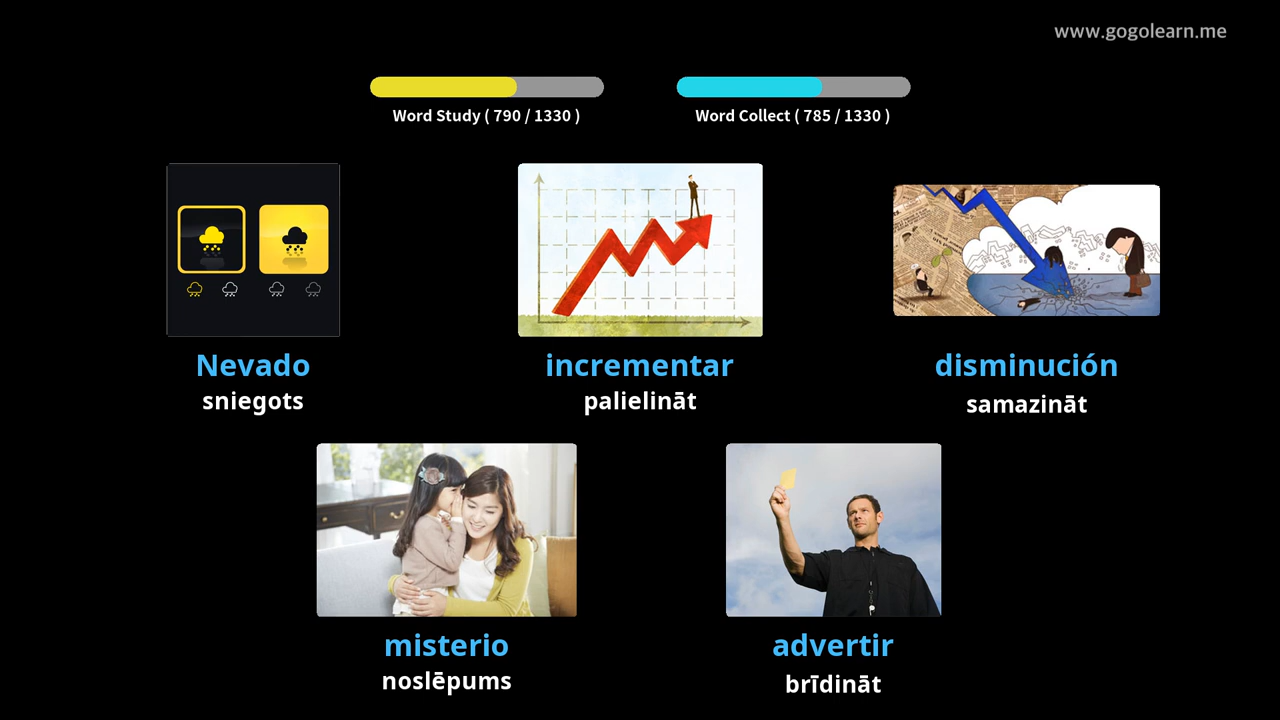 www.gogolearn.me
Word Study ( 790 / 1330 )
Word Collect ( 785 / 1330 )
Nevado
sniegots
incrementar
palielināt
disminución
samazināt
misterio
noslēpums
advertir
brīdināt